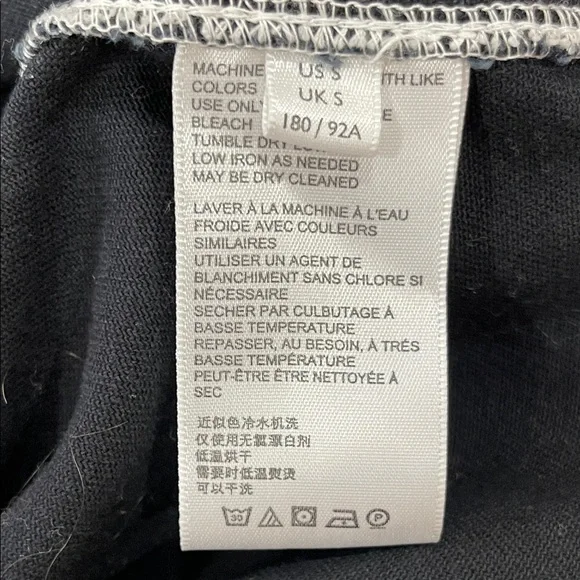 US S
UK S
180 / 92A
MACHINE
WITH LIKE
COLORS
USE ONLY
BLEACH
TUMBLE DRY LOW
LOW IRON AS NEEDED
MAY BE DRY CLEANED
LAVER À LA MACHINE À L'EAU
FROIDE AVEC COULEURS
SIMILAIRES
UTILISER UN AGENT DE
BLANCHIMENT SANS CHLORE SI
NÉCESSAIRE
SECHER PAR CULBUTAGE À
BASSE TEMPERATURE
REPASSER, AU BESOIN, À TRÉS
BASSE TEMPÉRATURE
PEUT-ÊTRE ÊTRE NETTOYÉE À
SEC
近似色冷水机洗
仅使用无氯漂白剂
低温烘干
需要时低温熨烫
可以干洗
30
P